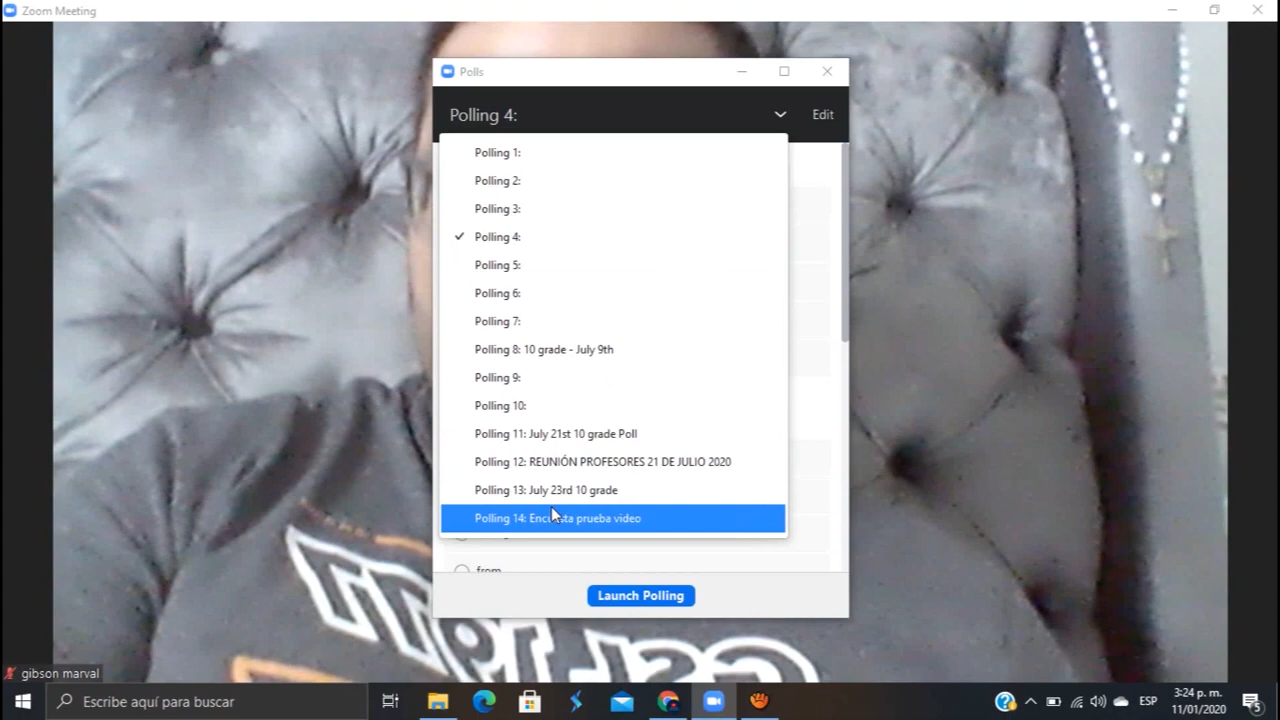 Zoom Meeting
Polls
Polling 4:
Edit
Polling 1:
Polling 2:
Polling 3:
Polling 4:
Polling 5:
Polling 6:
Polling 7:
Polling 8: 10 grade - July 9th
Polling 9:
Polling 10:
Polling 11: July 21st 10 grade Poll
Polling 12: REUNIÓN PROFESORES 21 DE JULIO 2020
Polling 13: July 23rd 10 grade
Polling 14: Encuesta prueba video
from
Launch Polling
gibson marval
Escribe aquí para buscar
ESP
3:24 p. m.
11/01/2020
5